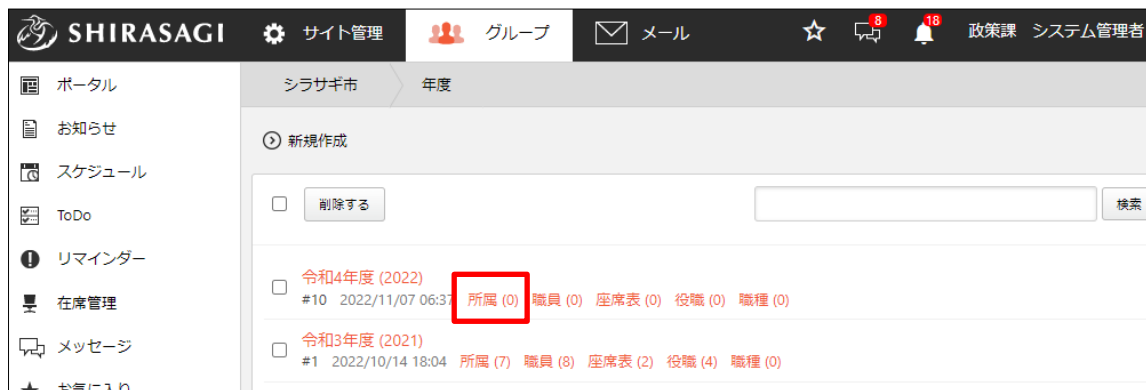 SHIRASAGI サイト管理 グループ メール 8 18 政策課 システム管理者
ポータル
お知らせ
スケジュール
ToDo
リマインダー
在席管理
メッセージ
お気に入り
シラサギ市 年度
新規作成
削除する 検索
令和4年度 (2022)
#10 2022/11/07 06:37 所属 (0) 職員 (0) 座席表 (0) 役職 (0) 職種 (0)
令和3年度 (2021)
#1 2022/10/14 18:04 所属 (7) 職員 (8) 座席表 (2) 役職 (4) 職種 (0)